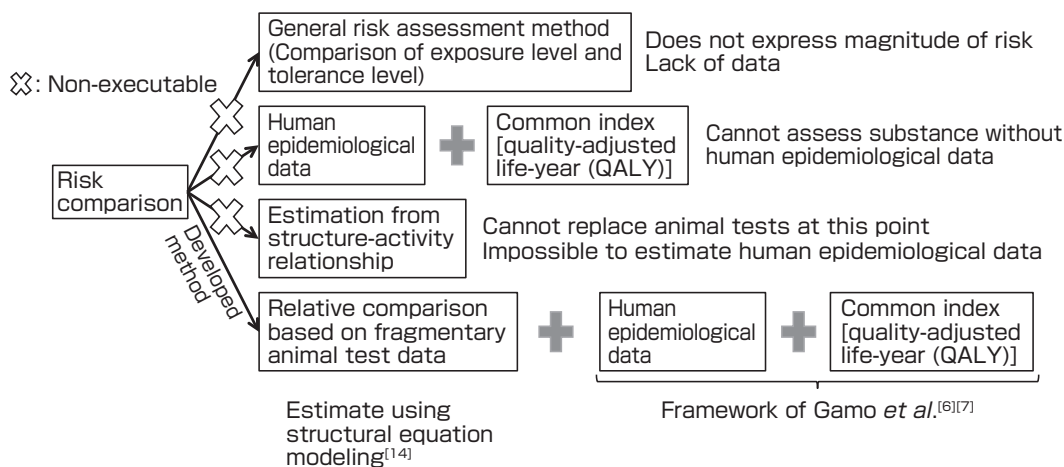 General risk assessment method
(Comparison of exposure level and
tolerance level)
Does not express magnitude of risk
Lack of data
: Non-executable
Human
epidemiological
data
Common index
[quality-adjusted
life-year (QALY)]
Cannot assess substance without
human epidemiological data
Risk
comparison
Estimation from
structure-activity
relationship
Cannot replace animal tests at this point
Impossible to estimate human epidemiological data
Developed
method
Relative comparison
based on fragmentary
animal test data
Human
epidemiological
data
Common index
[quality-adjusted
life-year (QALY)]
Estimate using
structural equation
modeling[14]
Framework of Gamo et al.[6][7]